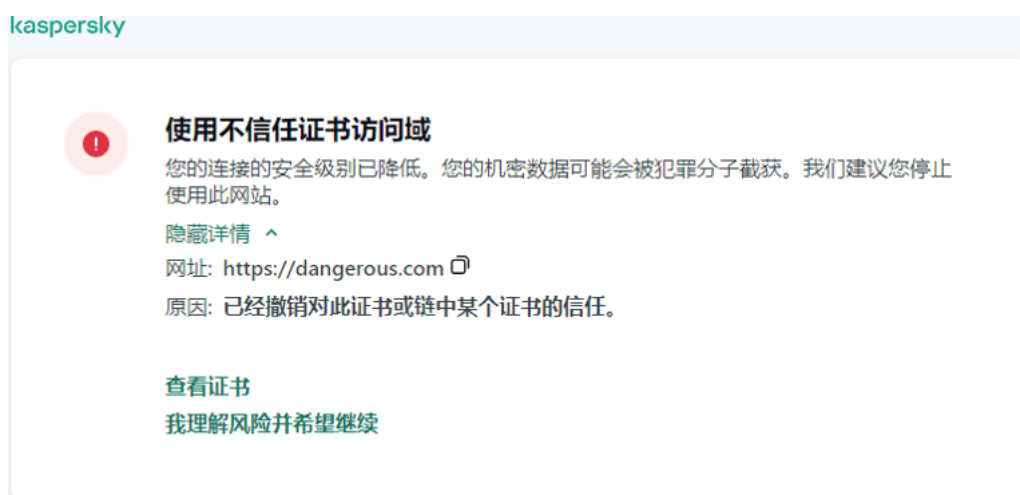 kaspersky
使用不信任证书访问域
您的连接的安全级别已降低。您的机密数据可能会被犯罪分子截获。我们建议您停止
使用此网站。
隐藏详情
网址: https://dangerous.com
原因: 已经撤销对此证书或链中某个证书的信任。
查看证书
我理解风险并希望继续